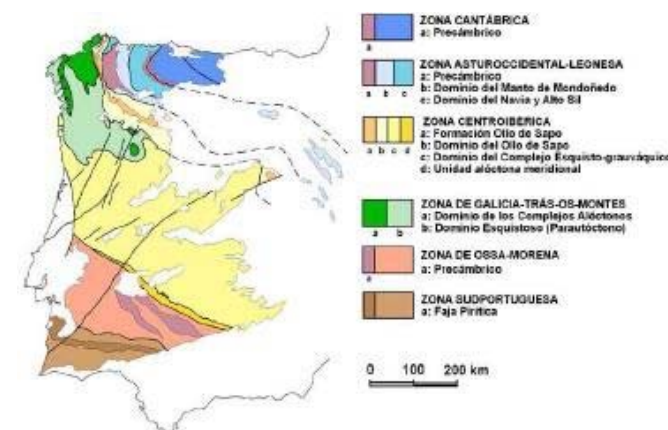 ZONA CANTÁBRICA
a: Precámbrico
a
ZONA ASTUROCCIDENTAL-LEONESA
a: Precámbrico
b: Dominio del Manto de Mondoñedo
c: Dominio del Navia y Alto Sil
a b c
ZONA CENTROIBÉRICA
a: Formación Ollo de Sapo
b: Dominio del Ollo de Sapo
c: Dominio del Complejo Esquisto-grauváquico
d: Unidad alóctona meridional
a b c d
ZONA DE GALICIA-TRÁS-OS-MONTES
a: Dominio de los Complejos Alóctonos
b: Dominio Esquistoso (Parautóctono)
a b
ZONA DE OSSA-MORENA
a: Precámbrico
a
ZONA SUDPORTUGUESA
a: Faja Pirítica
0 100 200 km